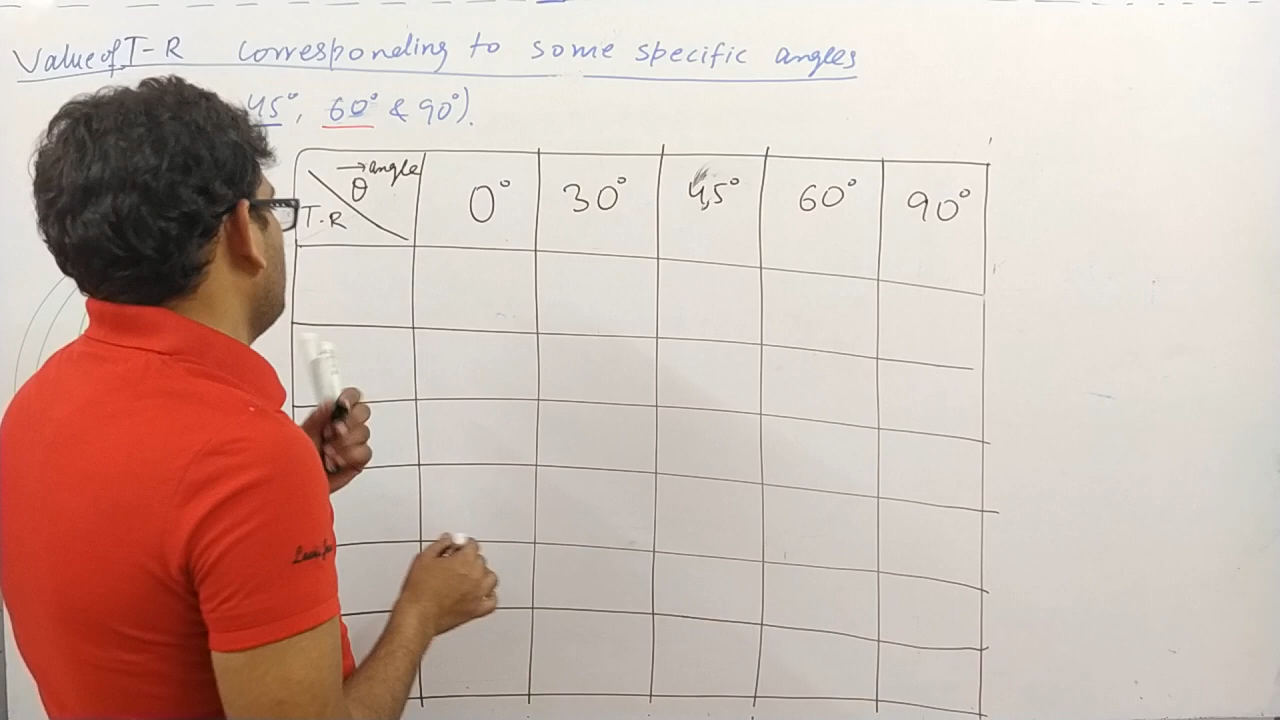 Value of T-R Corresponding to some specific angles
45°, 60° & 90°).
→angle
θ
T-R
0° 30° 45° 60° 90°